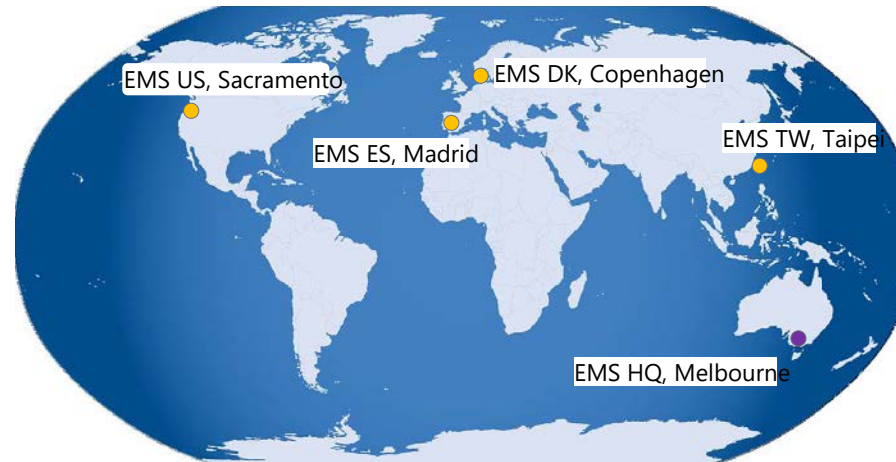 EMS US, Sacramento
EMS DK, Copenhagen
EMS ES, Madrid
EMS TW, Taipei
EMS HQ, Melbourne